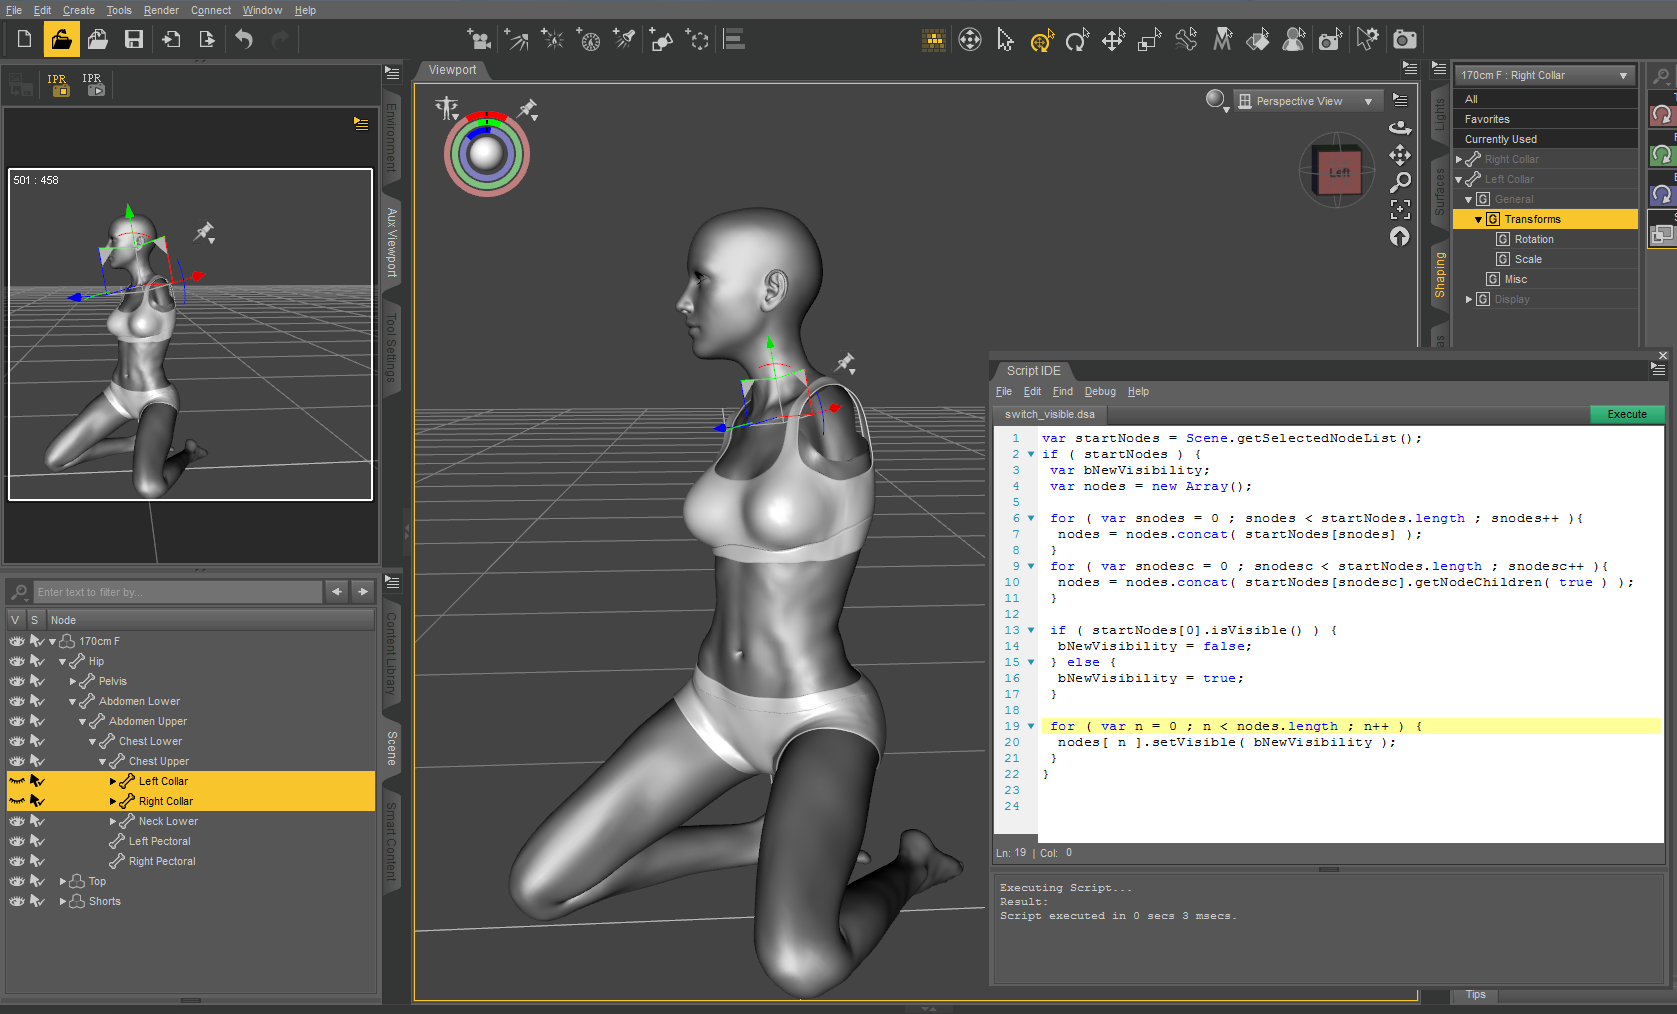 File Edit Create Tools Render Connect Window Help
IPR IPR
501 : 458
Environment
Aux Viewport
Tool Settings
Viewport
Perspective View
Left
Lights
Surfaces
Shaping
170cm F : Right Collar
All
Favorites
Currently Used
Right Collar
Left Collar
G General
G Transforms
G Rotation
G Scale
G Misc
G Display
Enter text to filter by...
V S Node
170cm F
Hip
Pelvis
Abdomen Lower
Abdomen Upper
Chest Lower
Chest Upper
Left Collar
Right Collar
Neck Lower
Left Pectoral
Right Pectoral
Top
Shorts
Content Library
Scene
Smart Content
Script IDE
File Edit Find Debug Help
switch_visible.dsa
Execute
1 var startNodes = Scene.getSelectedNodeList();
2 if ( startNodes ) {
3 var bNewVisibility;
4 var nodes = new Array();
5
6 for ( var snodes = 0 ; snodes < startNodes.length ; snodes++ ){
7 nodes = nodes.concat( startNodes[snodes] );
8 }
9 for ( var snodesc = 0 ; snodesc < startNodes.length ; snodesc++ ){
10 nodes = nodes.concat( startNodes[snodesc].getNodeChildren( true ) );
11 }
12
13 if ( startNodes[0].isVisible() ) {
14 bNewVisibility = false;
15 } else {
16 bNewVisibility = true;
17 }
18
19 for ( var n = 0 ; n < nodes.length ; n++ ) {
20 nodes[ n ].setVisible( bNewVisibility );
21 }
22 }
23
24
Ln: 19 | Col: 0
Executing Script...
Result:
Script executed in 0 secs 3 msecs.
Tips